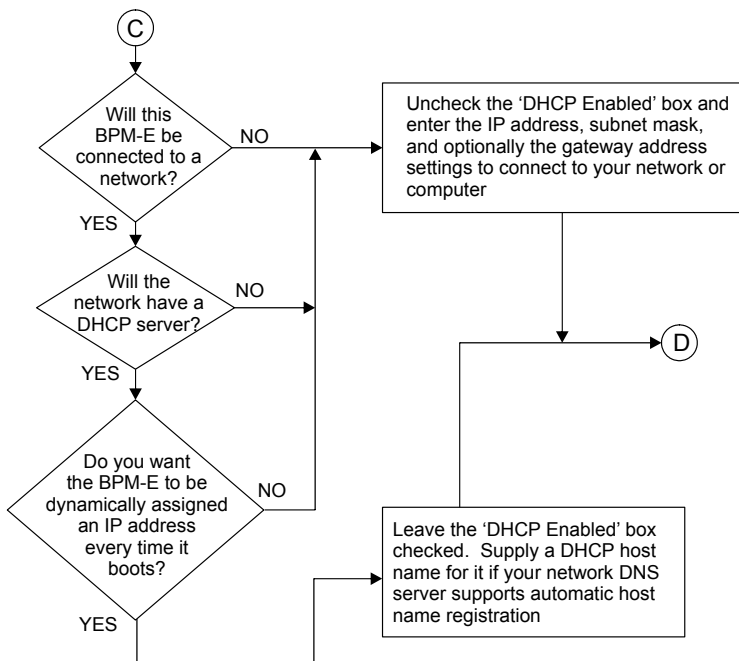 C
Will this
BPM-E be
connected to a
network?
NO
YES
Uncheck the ‘DHCP Enabled’ box and
enter the IP address, subnet mask,
and optionally the gateway address
settings to connect to your network or
computer
Will the
network have a
DHCP server?
NO
YES
D
Do you want
the BPM-E to be
dynamically assigned
an IP address
every time it
boots?
NO
YES
Leave the ‘DHCP Enabled’ box
checked.  Supply a DHCP host
name for it if your network DNS
server supports automatic host
name registration